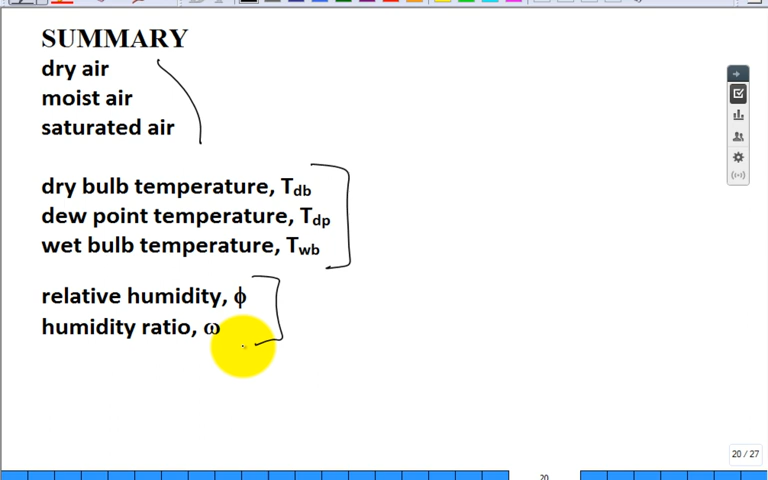 SUMMARY
dry air
moist air
saturated air
dry bulb temperature, Tdb
dew point temperature, Tdp
wet bulb temperature, Twb
relative humidity, ϕ
humidity ratio, ω
20 / 27
20